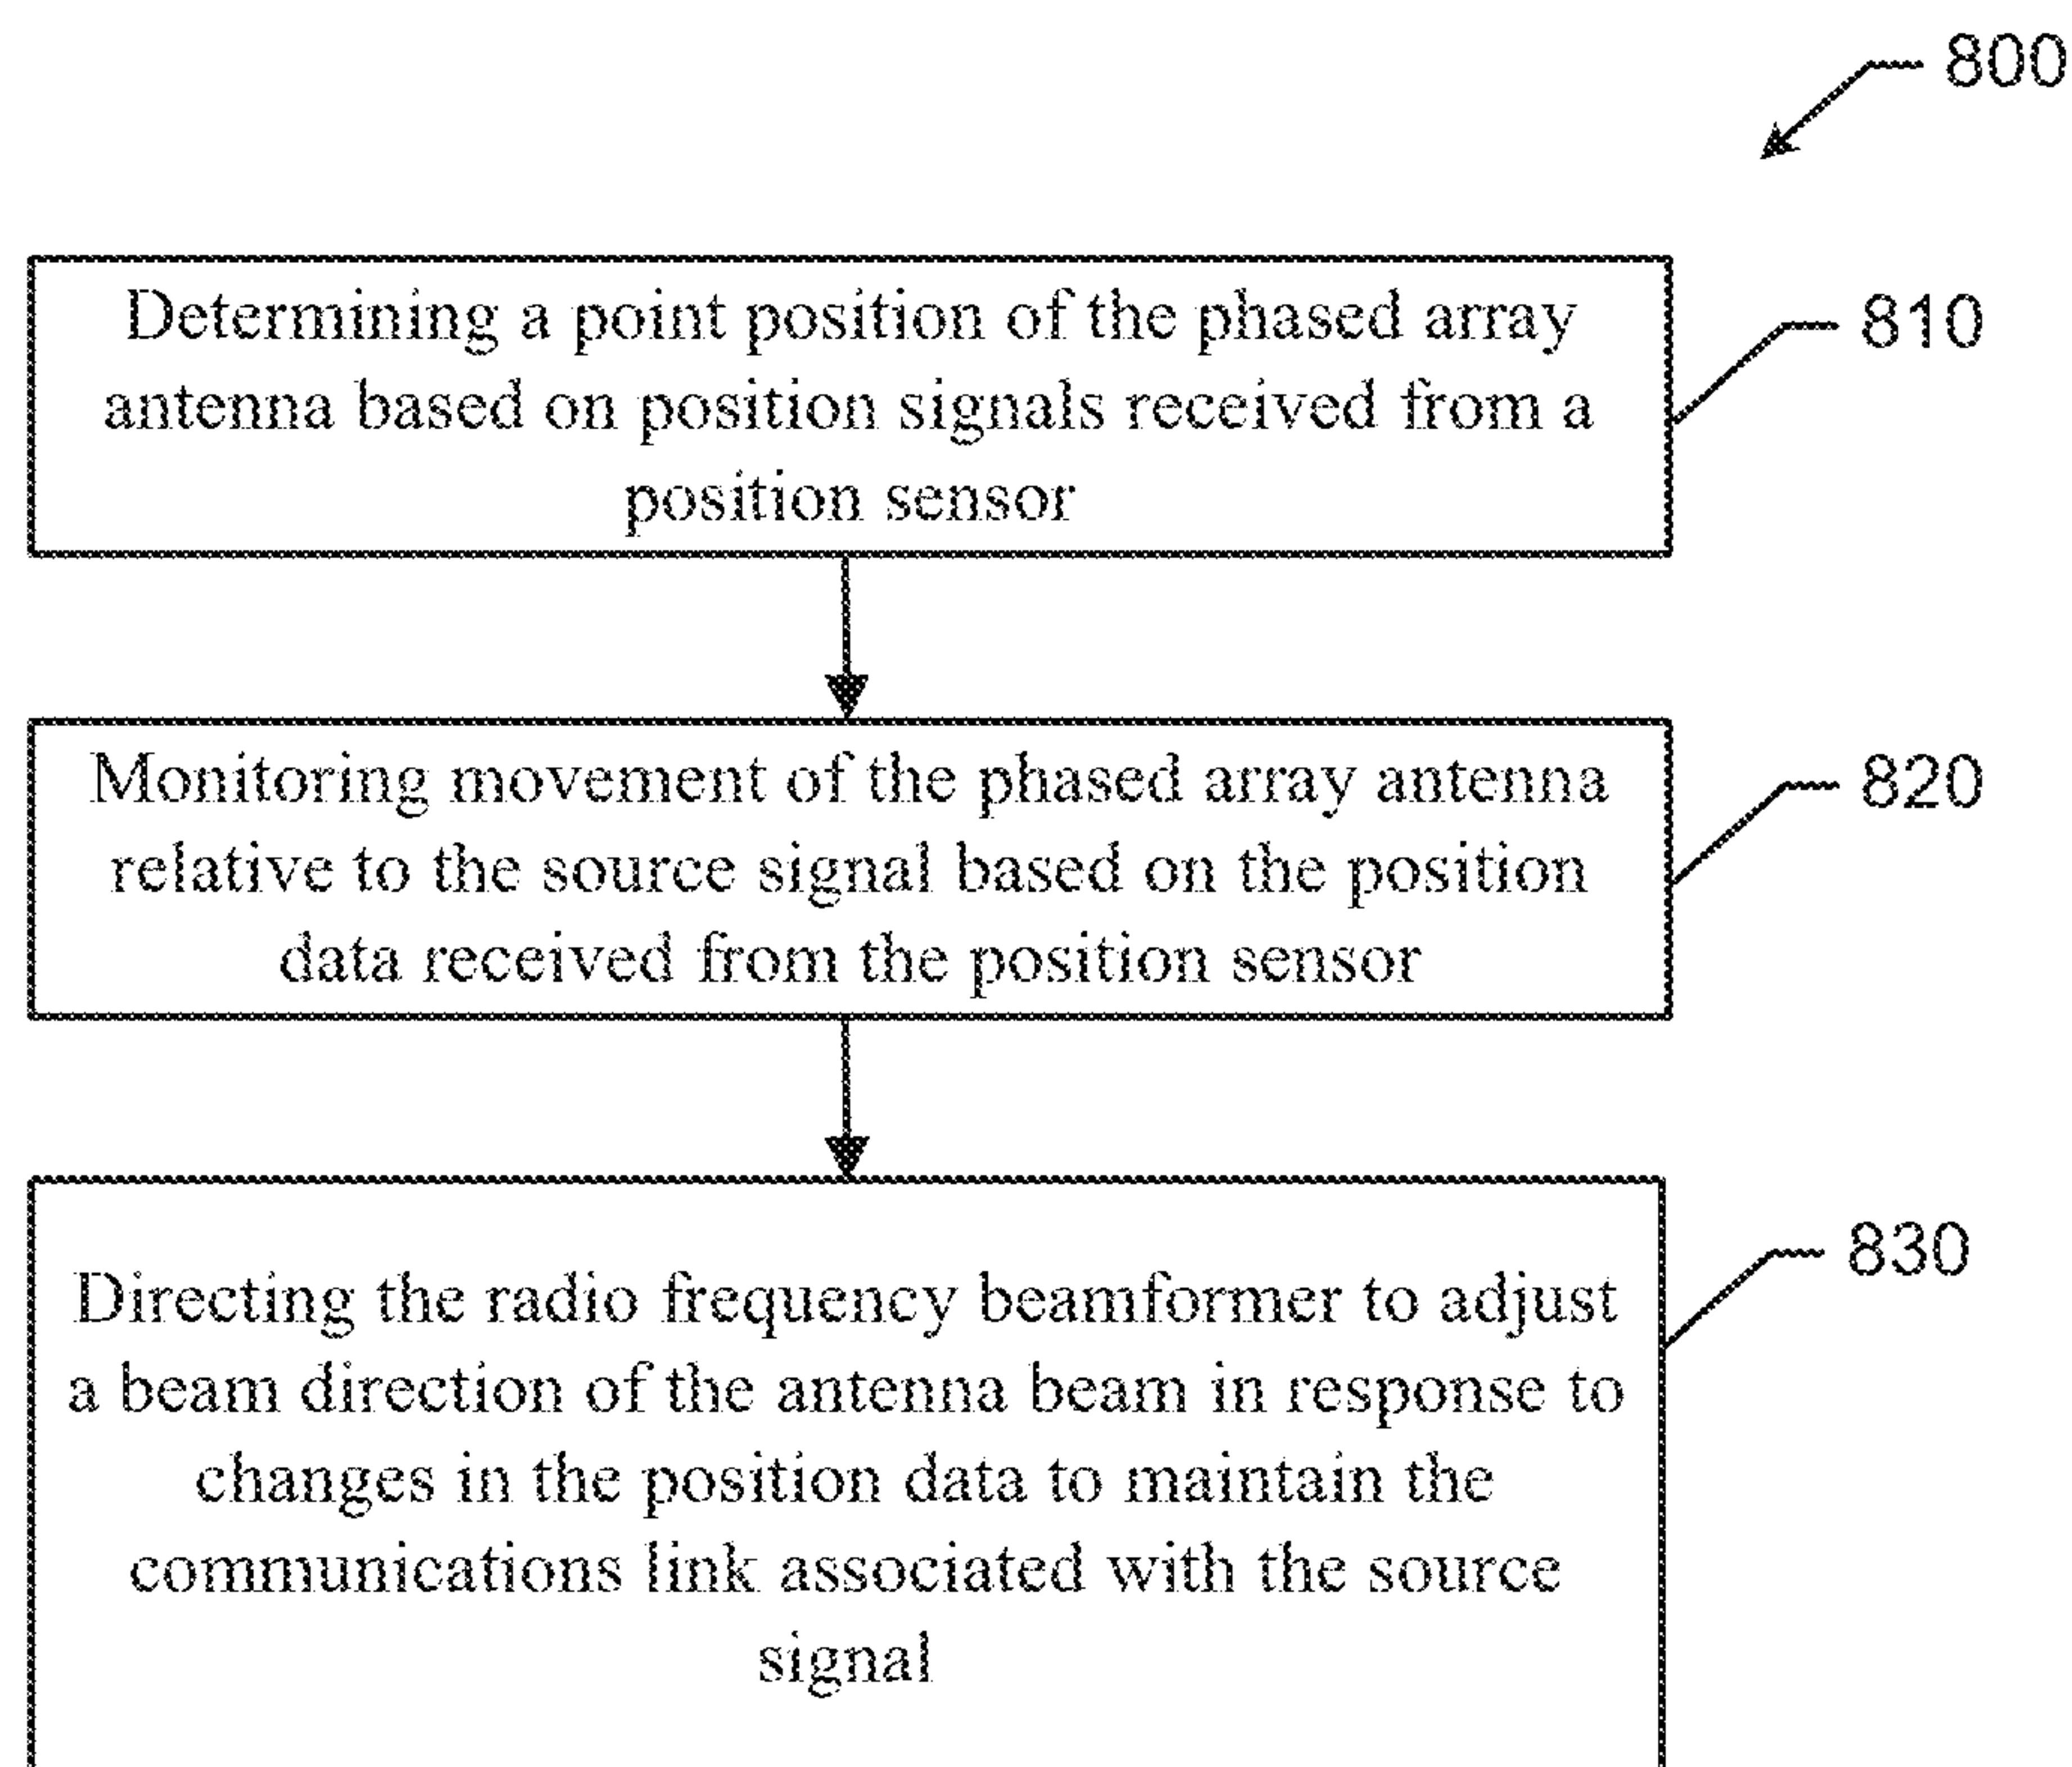 800
Determining a point position of the phased array
antenna based on position signals received from a
position sensor
810
Monitoring movement of the phased array antenna
relative to the source signal based on the position
data received from the position sensor
820
Directing the radio frequency beamformer to adjust
a beam direction of the antenna beam in response to
changes in the position data to maintain the
communications link associated with the source
signal
830